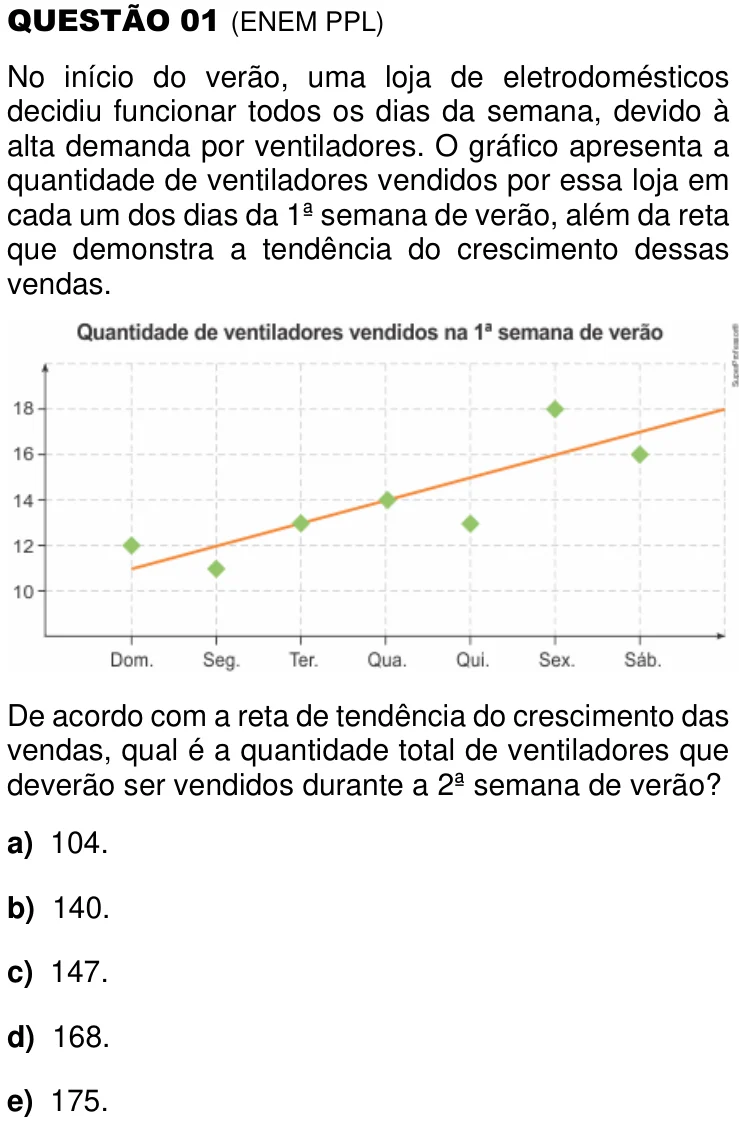 QUESTÃO 01 (ENEM PPL)
No início do verão, uma loja de eletrodomésticos
decidiu funcionar todos os dias da semana, devido à
alta demanda por ventiladores. O gráfico apresenta a
quantidade de ventiladores vendidos por essa loja em
cada um dos dias da 1ª semana de verão, além da reta
que demonstra a tendência do crescimento dessas
vendas.
Quantidade de ventiladores vendidos na 1ª semana de verão
18
16
14
12
10
Dom. Seg. Ter. Qua. Qui. Sex. Sáb.
De acordo com a reta de tendência do crescimento das
vendas, qual é a quantidade total de ventiladores que
deverão ser vendidos durante a 2ª semana de verão?
a) 104.
b) 140.
c) 147.
d) 168.
e) 175.